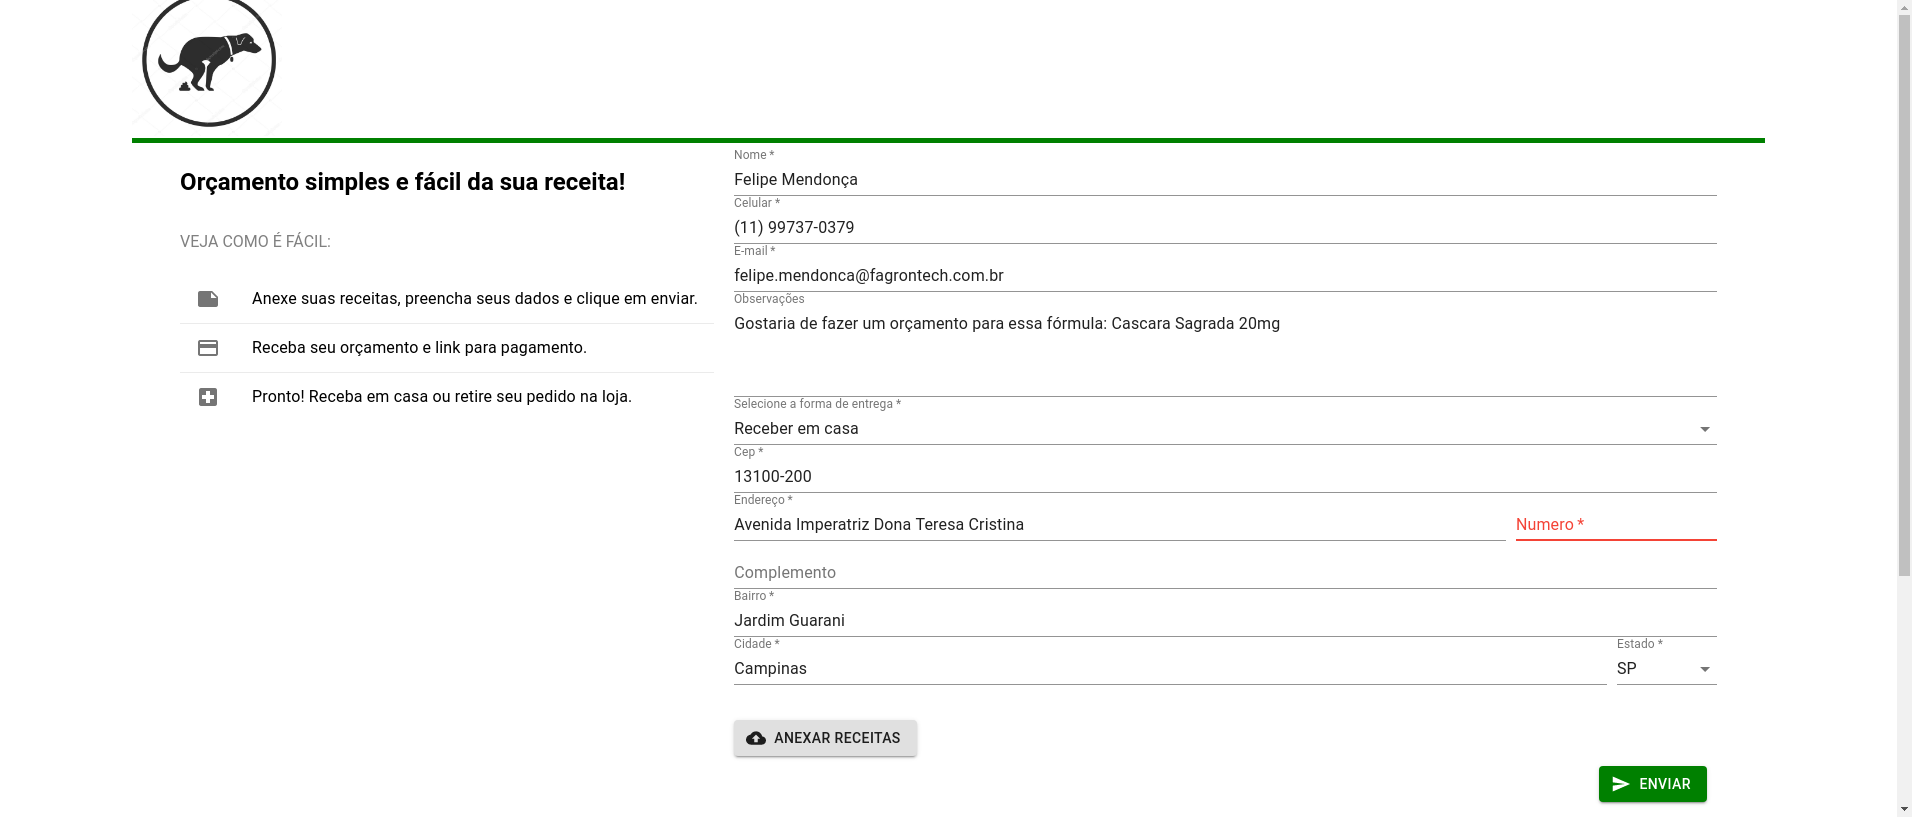 Orçamento simples e fácil da sua receita!
VEJA COMO É FÁCIL:
Anexe suas receitas, preencha seus dados e clique em enviar.
Receba seu orçamento e link para pagamento.
Pronto! Receba em casa ou retire seu pedido na loja.
Nome *
Felipe Mendonça
Celular *
(11) 99737-0379
E-mail *
felipe.mendonca@fagrontech.com.br
Observações
Gostaria de fazer um orçamento para essa fórmula: Cascara Sagrada 20mg
Selecione a forma de entrega *
Receber em casa
Cep *
13100-200
Endereço *
Avenida Imperatriz Dona Teresa Cristina
Numero *
Complemento
Bairro *
Jardim Guarani
Cidade *
Campinas
Estado *
SP
ANEXAR RECEITAS
ENVIAR